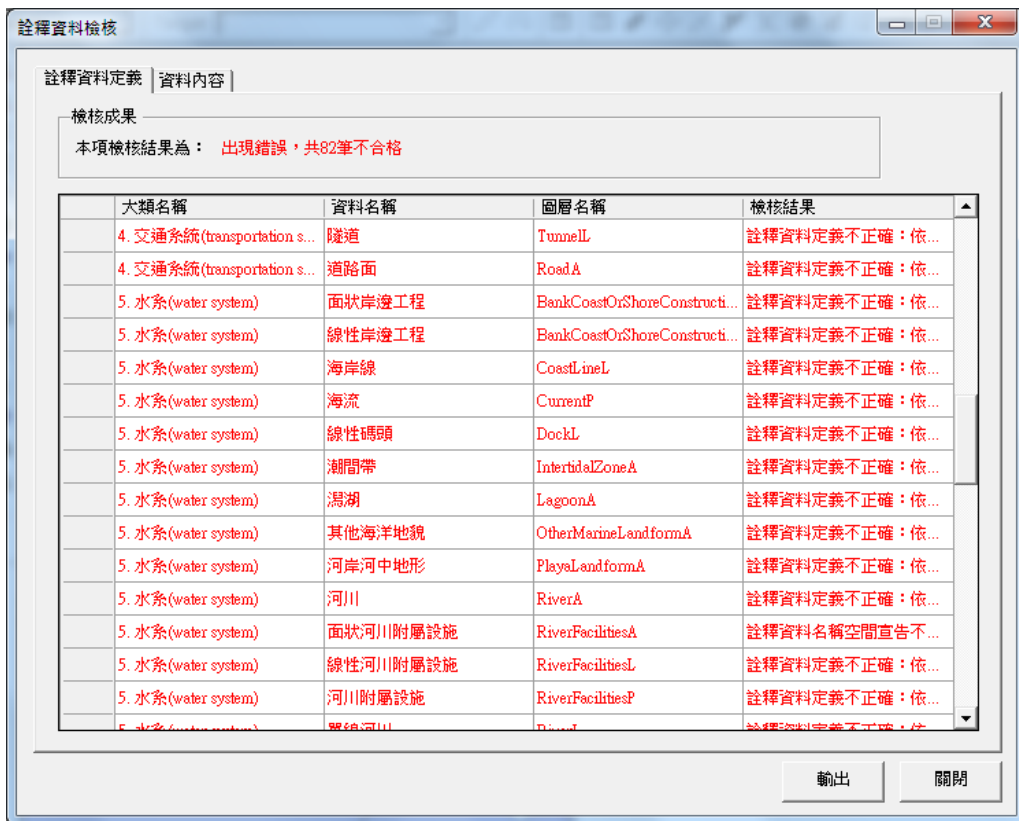 詮釋資料檢核
詮釋資料定義 資料內容
檢核成果
本項檢核結果為： 出現錯誤，共82筆不合格
大類名稱 資料名稱 圖層名稱 檢核結果
4. 交通系統(transportation s... 隧道 TunnelL 詮釋資料定義不正確：依...
4. 交通系統(transportation s... 道路面 RoadA 詮釋資料定義不正確：依...
5. 水系(water system) 面狀岸邊工程 BankCoastOrShoreConstructi... 詮釋資料定義不正確：依...
5. 水系(water system) 線性岸邊工程 BankCoastOrShoreConstructi... 詮釋資料定義不正確：依...
5. 水系(water system) 海岸線 CoastLineL 詮釋資料定義不正確：依...
5. 水系(water system) 海流 CurrentP 詮釋資料定義不正確：依...
5. 水系(water system) 線性碼頭 DockL 詮釋資料定義不正確：依...
5. 水系(water system) 潮間帶 IntertidalZoneA 詮釋資料定義不正確：依...
5. 水系(water system) 潟湖 LagoonA 詮釋資料定義不正確：依...
5. 水系(water system) 其他海洋地貌 OtherMarineLandformA 詮釋資料定義不正確：依...
5. 水系(water system) 河岸河中地形 PlayaLandformA 詮釋資料定義不正確：依...
5. 水系(water system) 河川 RiverA 詮釋資料定義不正確：依...
5. 水系(water system) 面狀河川附屬設施 RiverFacilitiesA 詮釋資料名稱空間宣告不...
5. 水系(water system) 線性河川附屬設施 RiverFacilitiesL 詮釋資料定義不正確：依...
5. 水系(water system) 河川附屬設施 RiverFacilitiesP 詮釋資料定義不正確：依...
輸出 關閉